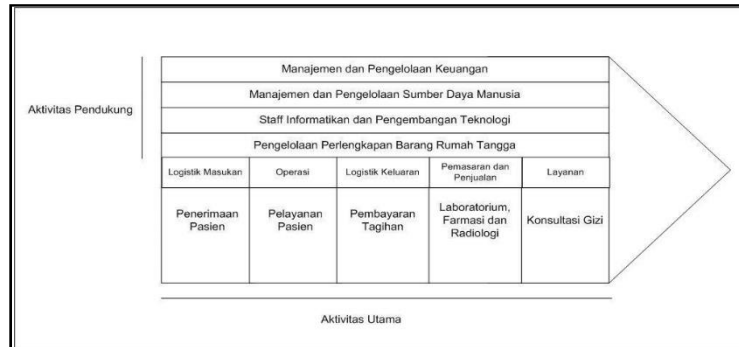 Manajemen dan Pengelolaan Keuangan
Manajemen dan Pengelolaan Sumber Daya Manusia
Aktivitas Pendukung
Staff Informatikan dan Pengembangan Teknologi
Pengelolaan Perlengkapan Barang Rumah Tangga
Logistik Masukan
Operasi
Logistik Keluaran
Pemasaran dan
Penjualan
Layanan
Penerimaan
Pasien
Pelayanan
Pasien
Pembayaran
Tagihan
Laboratorium,
Farmasi dan
Radiologi
Konsultasi Gizi
Aktivitas Utama